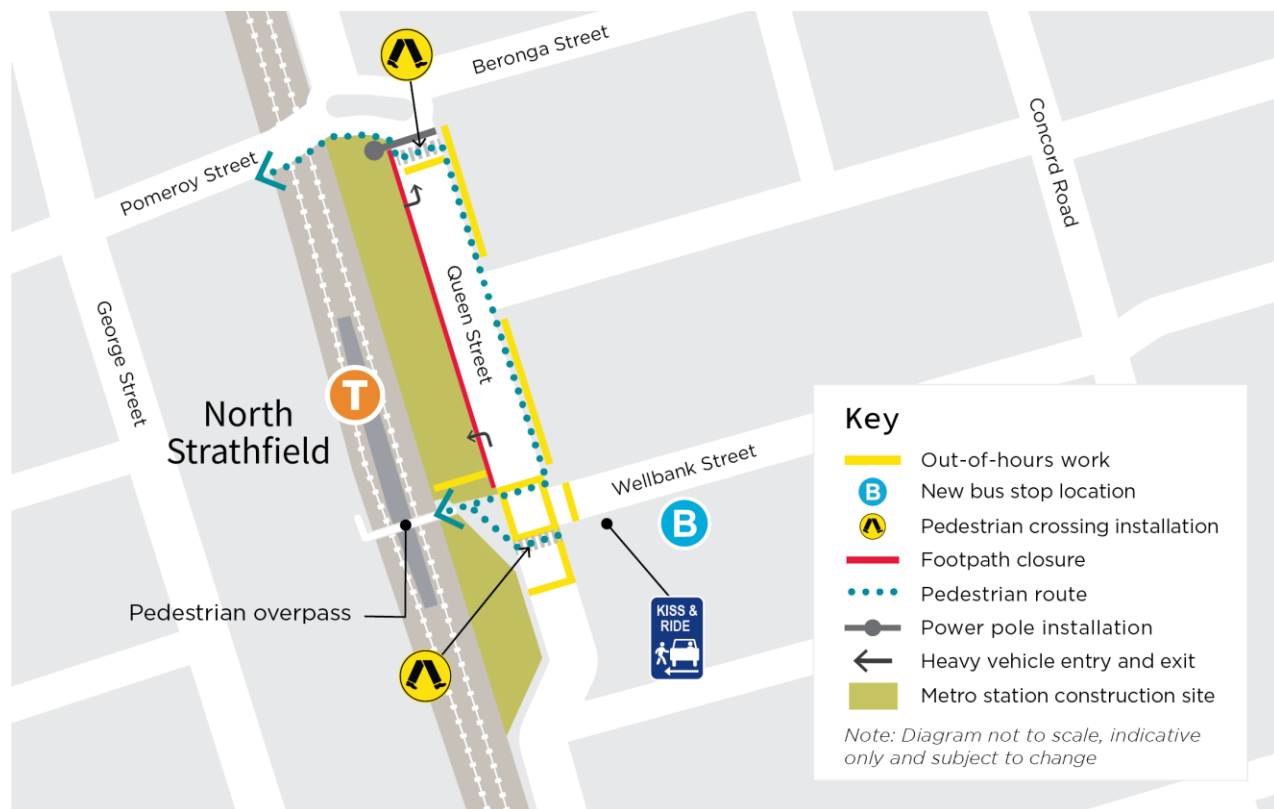 Beronga Street
Concord Road
Pomeroy Street
Queen Street
George Street
T
North
Strathfield
Wellbank Street
B
Pedestrian overpass
KISS &
RIDE
Key
Out-of-hours work
B
New bus stop location
Pedestrian crossing installation
Footpath closure
Pedestrian route
Power pole installation
Heavy vehicle entry and exit
Metro station construction site
Note: Diagram not to scale, indicative
only and subject to change